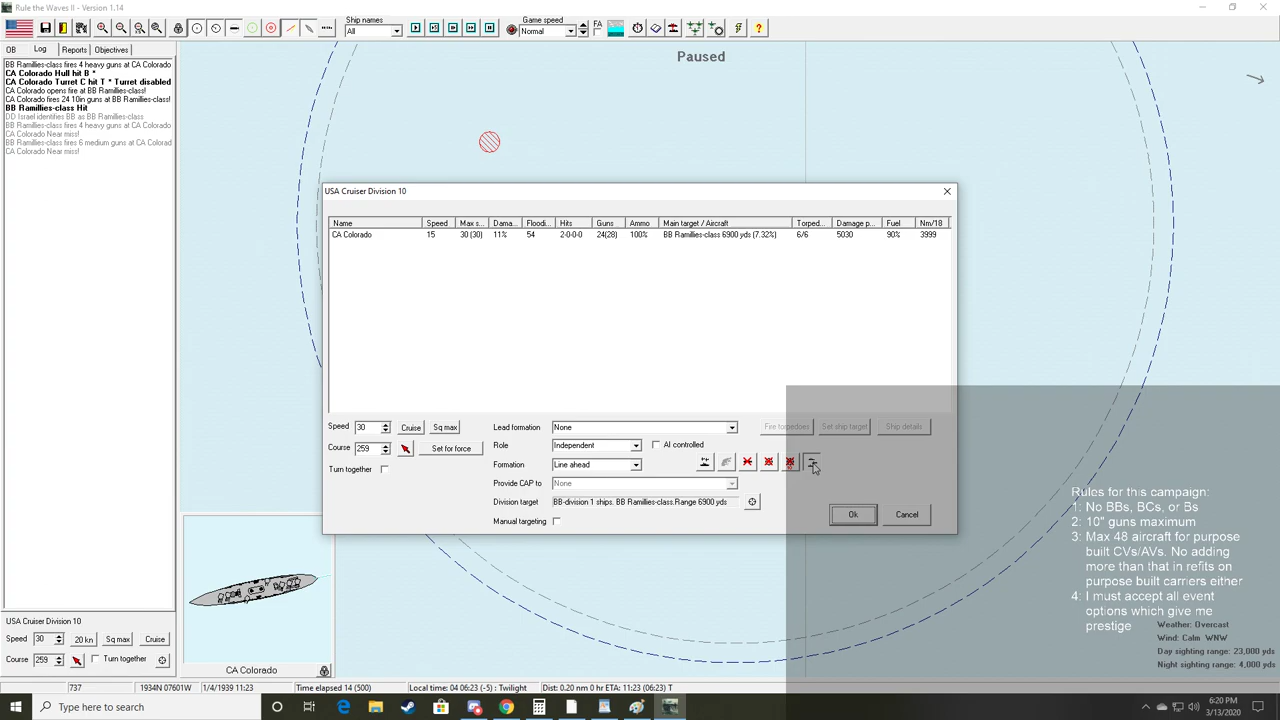 Rule the Waves II - Version 1.14
Ship names
All
FA
Game speed
Normal
OB
Log
Reports
Objectives
BB Ramillies-class fires 4 heavy guns at CA Colorado
CA Colorado Hull hit B *
CA Colorado Turret C hit T * Turret disabled
CA Colorado opens fire at BB Ramillies-class!
CA Colorado fires 24 10in guns at BB Ramillies-class!
BB Ramillies-class Hit
DD Israel identifies BB as BB Ramillies-class
BB Ramillies-class fires 4 heavy guns at CA Colorado
CA Colorado Near miss!
BB Ramillies-class fires 6 medium guns at CA Colorad
CA Colorado Near miss!
Paused
USA Cruiser Division 10
Name Speed Max s... Dama... Floodi... Hits Guns Ammo Main target / Aircraft Torped... Damage p... Fuel Nm/18
CA Colorado 15 30 (30) 11% 54 2-0-0-0 24(28) 100% BB Ramillies-class 6900 yds (7.32%) 6/6 5030 90% 3999
Speed 30 Cruise Sq max
Course 259 Set for force
Turn together
Lead formation None
Role Independent AI controlled
Formation Line ahead
Provide CAP to None
Division target BB-division 1 ships. BB Ramillies-class.Range 6900 yds
Manual targeting
Fire torpedoes Set ship target Ship details
Ok Cancel
Rules for this campaign:
1: No BBs, BCs, or Bs
2: 10" guns maximum
3: Max 48 aircraft for purpose
built CVs/AVs. No adding
more than that in refits on
purpose built carriers either
4: I must accept all event
options which give me
prestige
Weather: Overcast
Wind: Calm WNW
Day sighting range: 23,000 yds
Night sighting range: 4,000 yds
USA Cruiser Division 10
Speed 30 20 kn Sq max Cruise
Course 259 Turn together
CA Colorado
737 1934N 07601W 1/4/1939 11:23 Time elapsed 14 (500) Local time: 04 06:23 (-5) : Twilight Dist: 0.20 nm 0 hr ETA: 11:23 (06:23) T
Type here to search
6:20 PM
3/13/2020